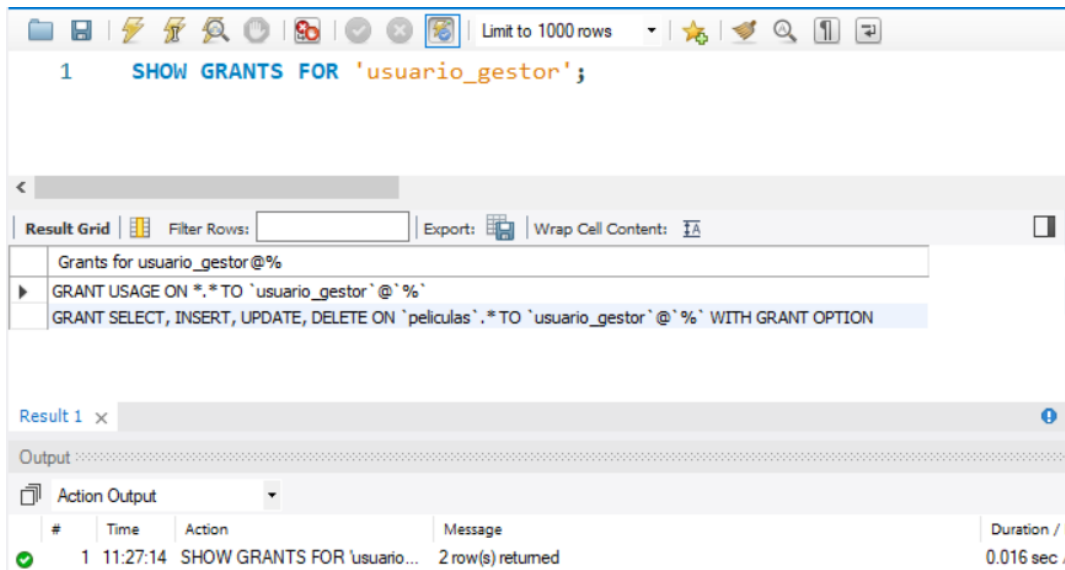 Limit to 1000 rows
1 SHOW GRANTS FOR 'usuario_gestor';
Result Grid Filter Rows: Export: Wrap Cell Content: IA
Grants for usuario_gestor@%
GRANT USAGE ON *.* TO `usuario_gestor`@`%`
GRANT SELECT, INSERT, UPDATE, DELETE ON `peliculas`.* TO `usuario_gestor`@`%` WITH GRANT OPTION
Result 1
Output
Action Output
# Time Action Message Duration /
1 11:27:14 SHOW GRANTS FOR 'usuario... 2 row(s) returned 0.016 sec /